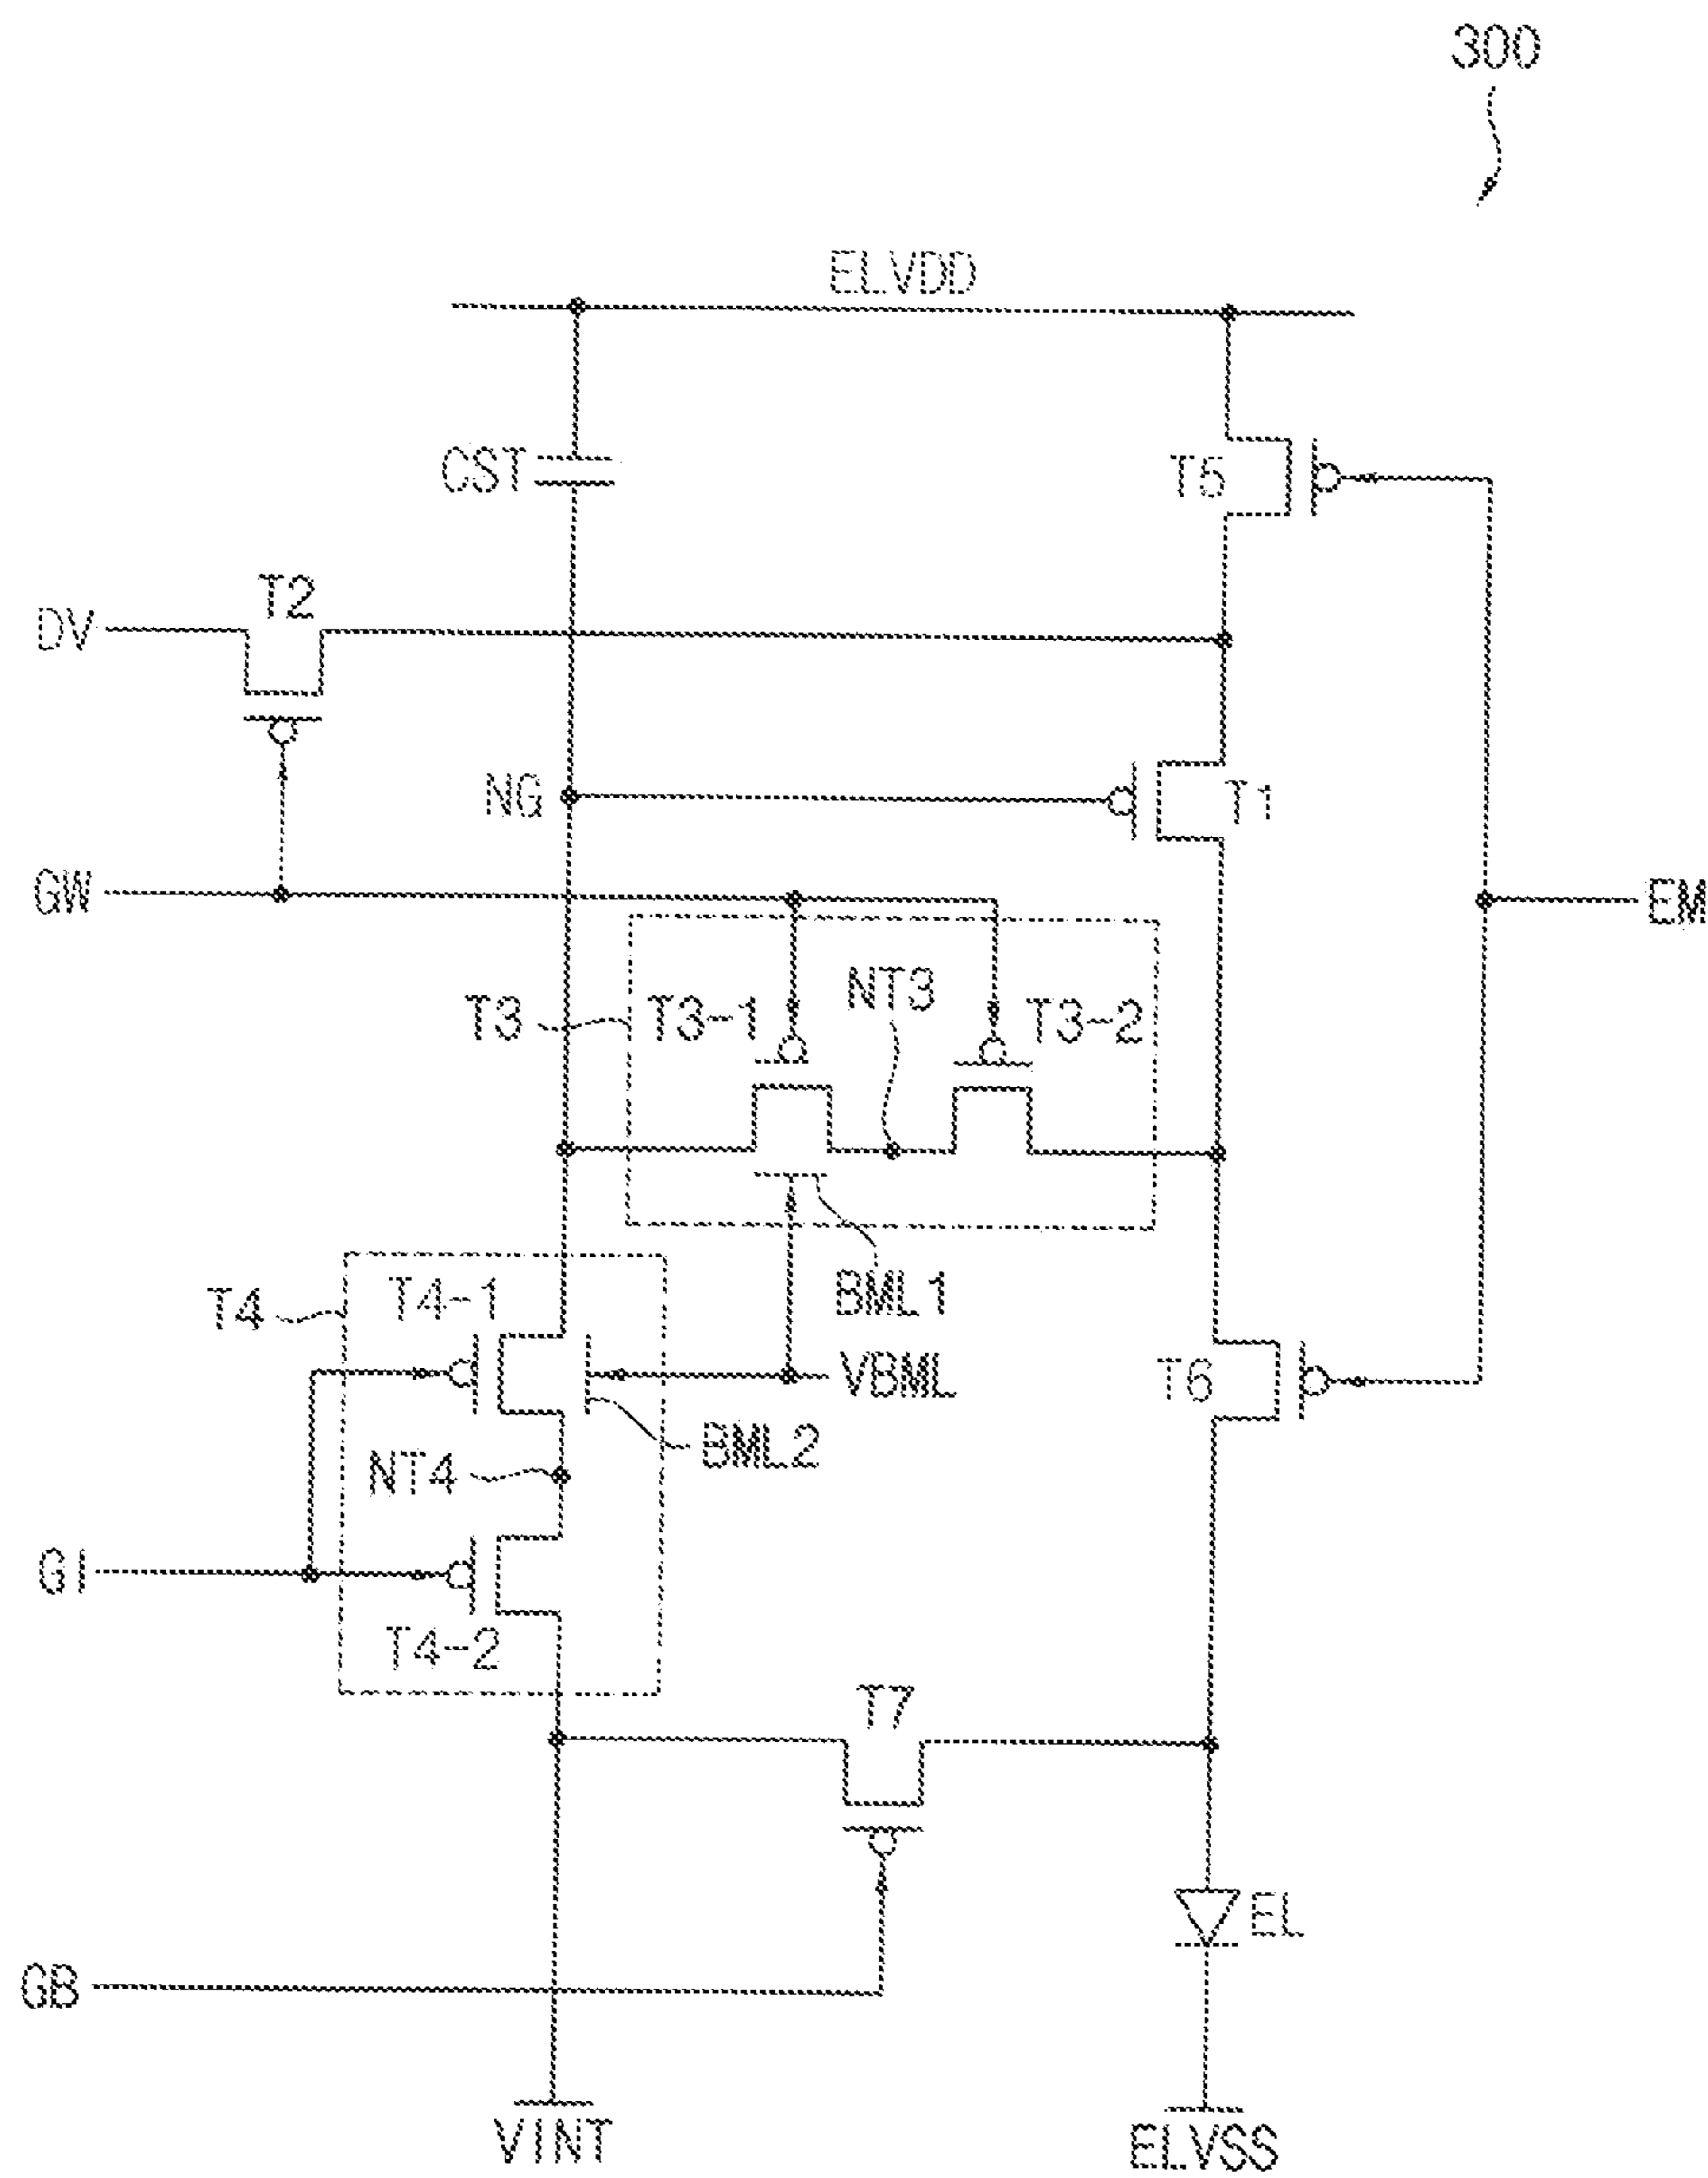 300
ELVDD
CST
T5
T2
DV
NG
T1
GW
EM
NT3
T3
T3-1
T3-2
BML1
T4
T4-1
VBML
T6
BML2
NT4
GI
T4-2
T7
EL
GB
VINT
ELVSS